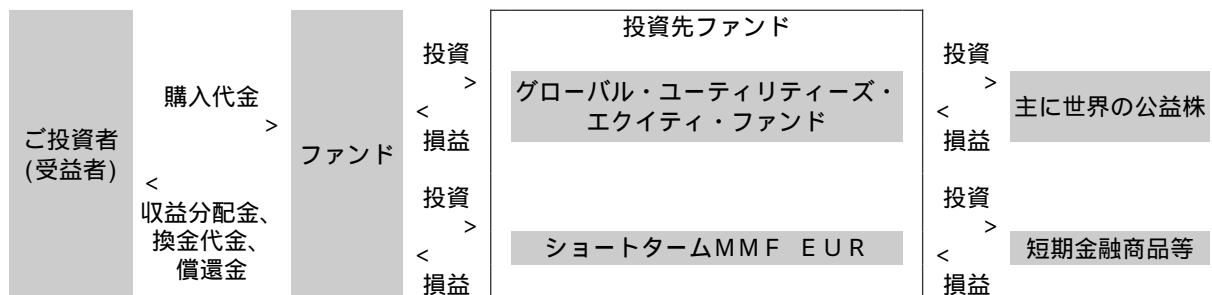 投資先ファンド
ご投資者
(受益者)
購入代金
>
<
収益分配金、
換金代金、
償還金
ファンド
投資
>
<
損益
グローバル・ユーティリティーズ・
エクイティ・ファンド
投資
>
<
損益
主に世界の公益株
投資
>
<
損益
ショートタームMMF EUR
投資
>
<
損益
短期金融商品等